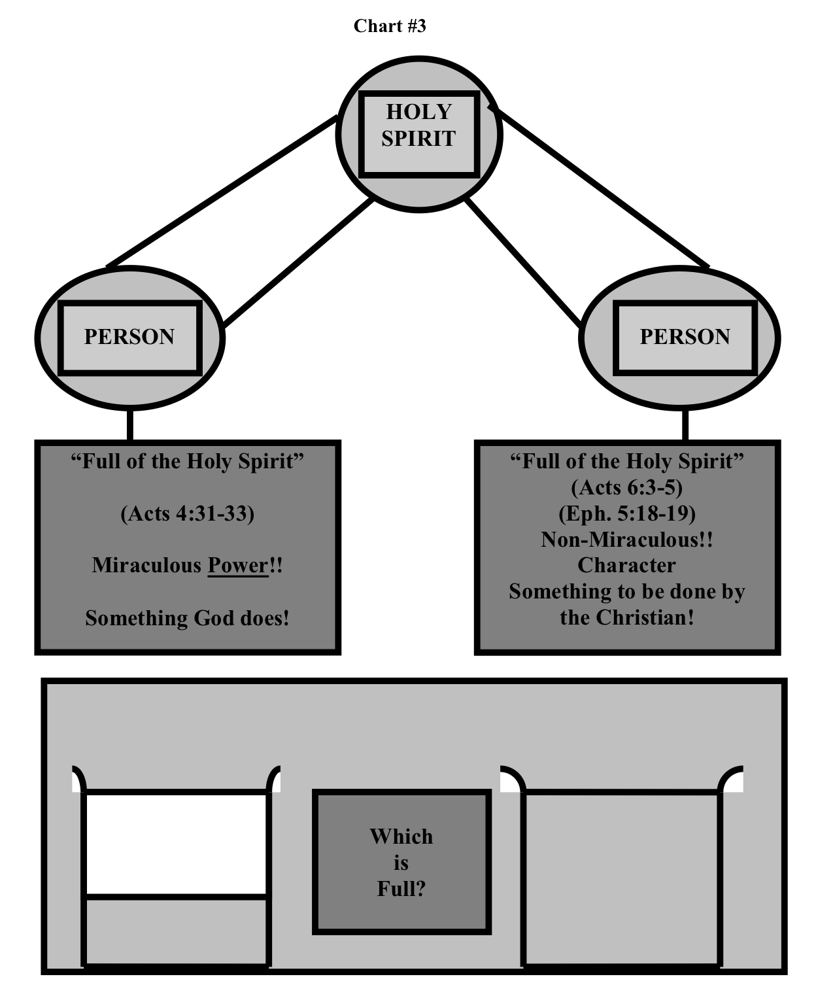 Chart #3
HOLY
SPIRIT
PERSON
PERSON
“Full of the Holy Spirit”
(Acts 4:31-33)
Miraculous Power!!
Something God does!
“Full of the Holy Spirit”
(Acts 6:3-5)
(Eph. 5:18-19)
Non-Miraculous!!
Character
Something to be done by
the Christian!
Which
is
Full?